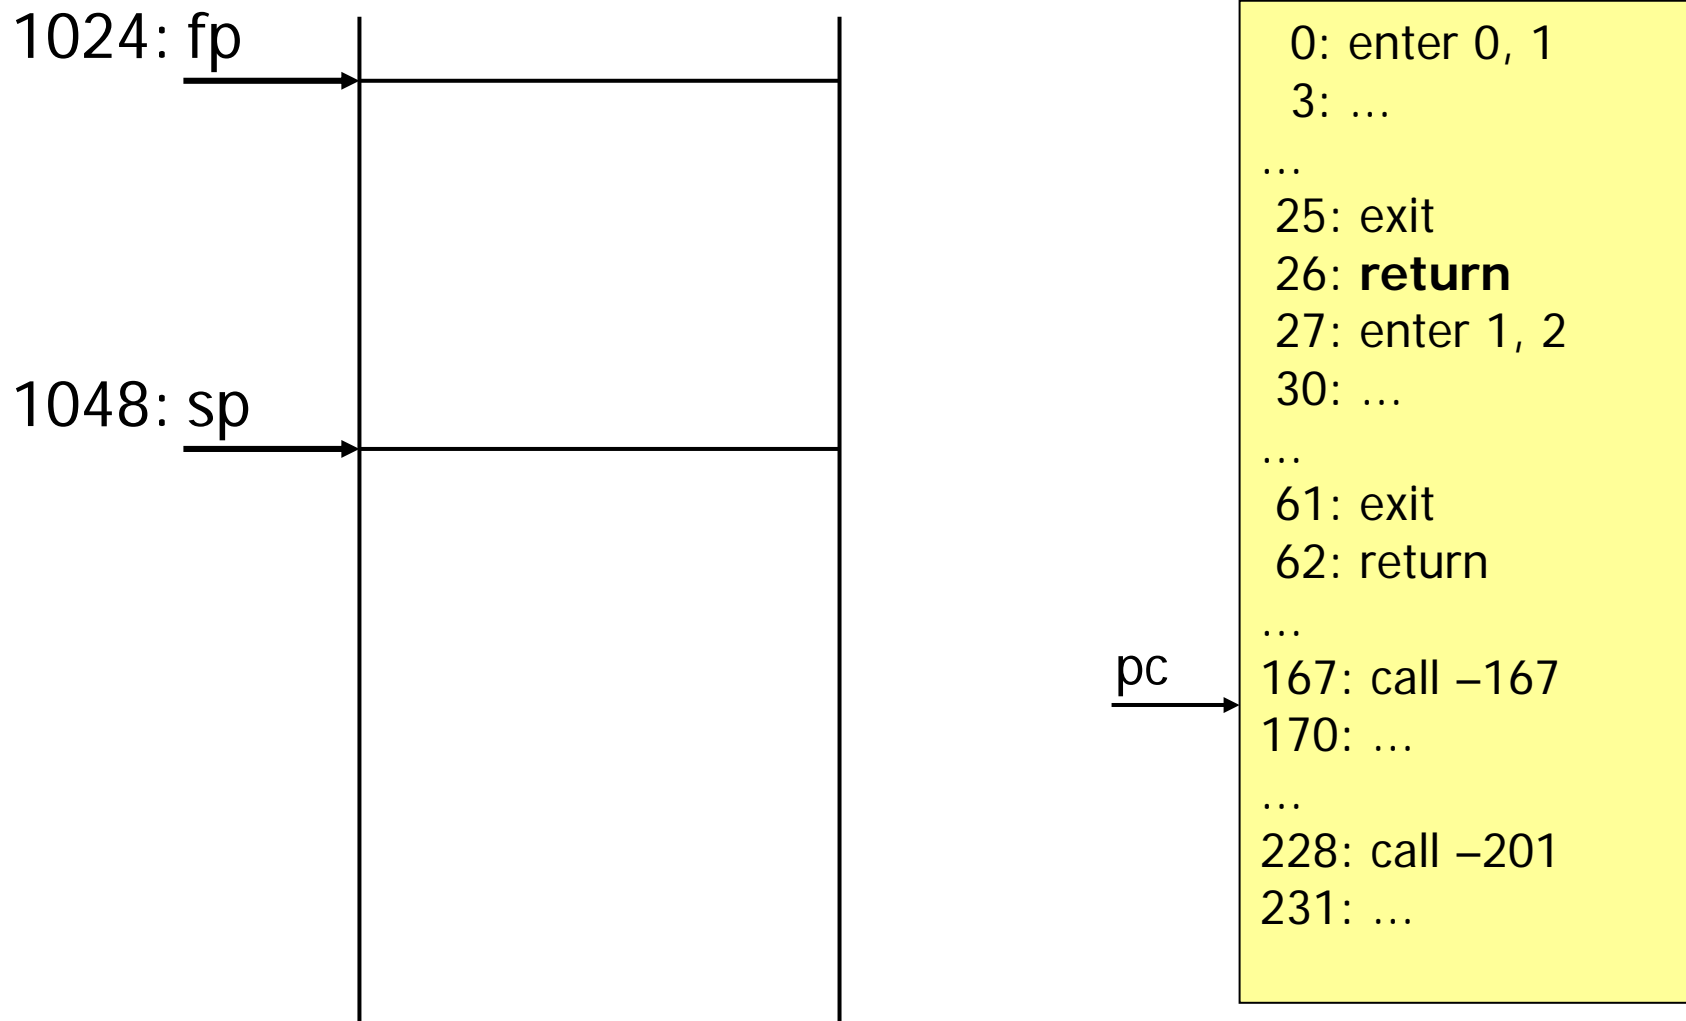 1024: fp
1048: sp
pc
0: enter 0, 1
3: ...
...
25: exit
26: return
27: enter 1, 2
30: ...
...
61: exit
62: return
...
167: call –167
170: ...
...
228: call –201
231: ...